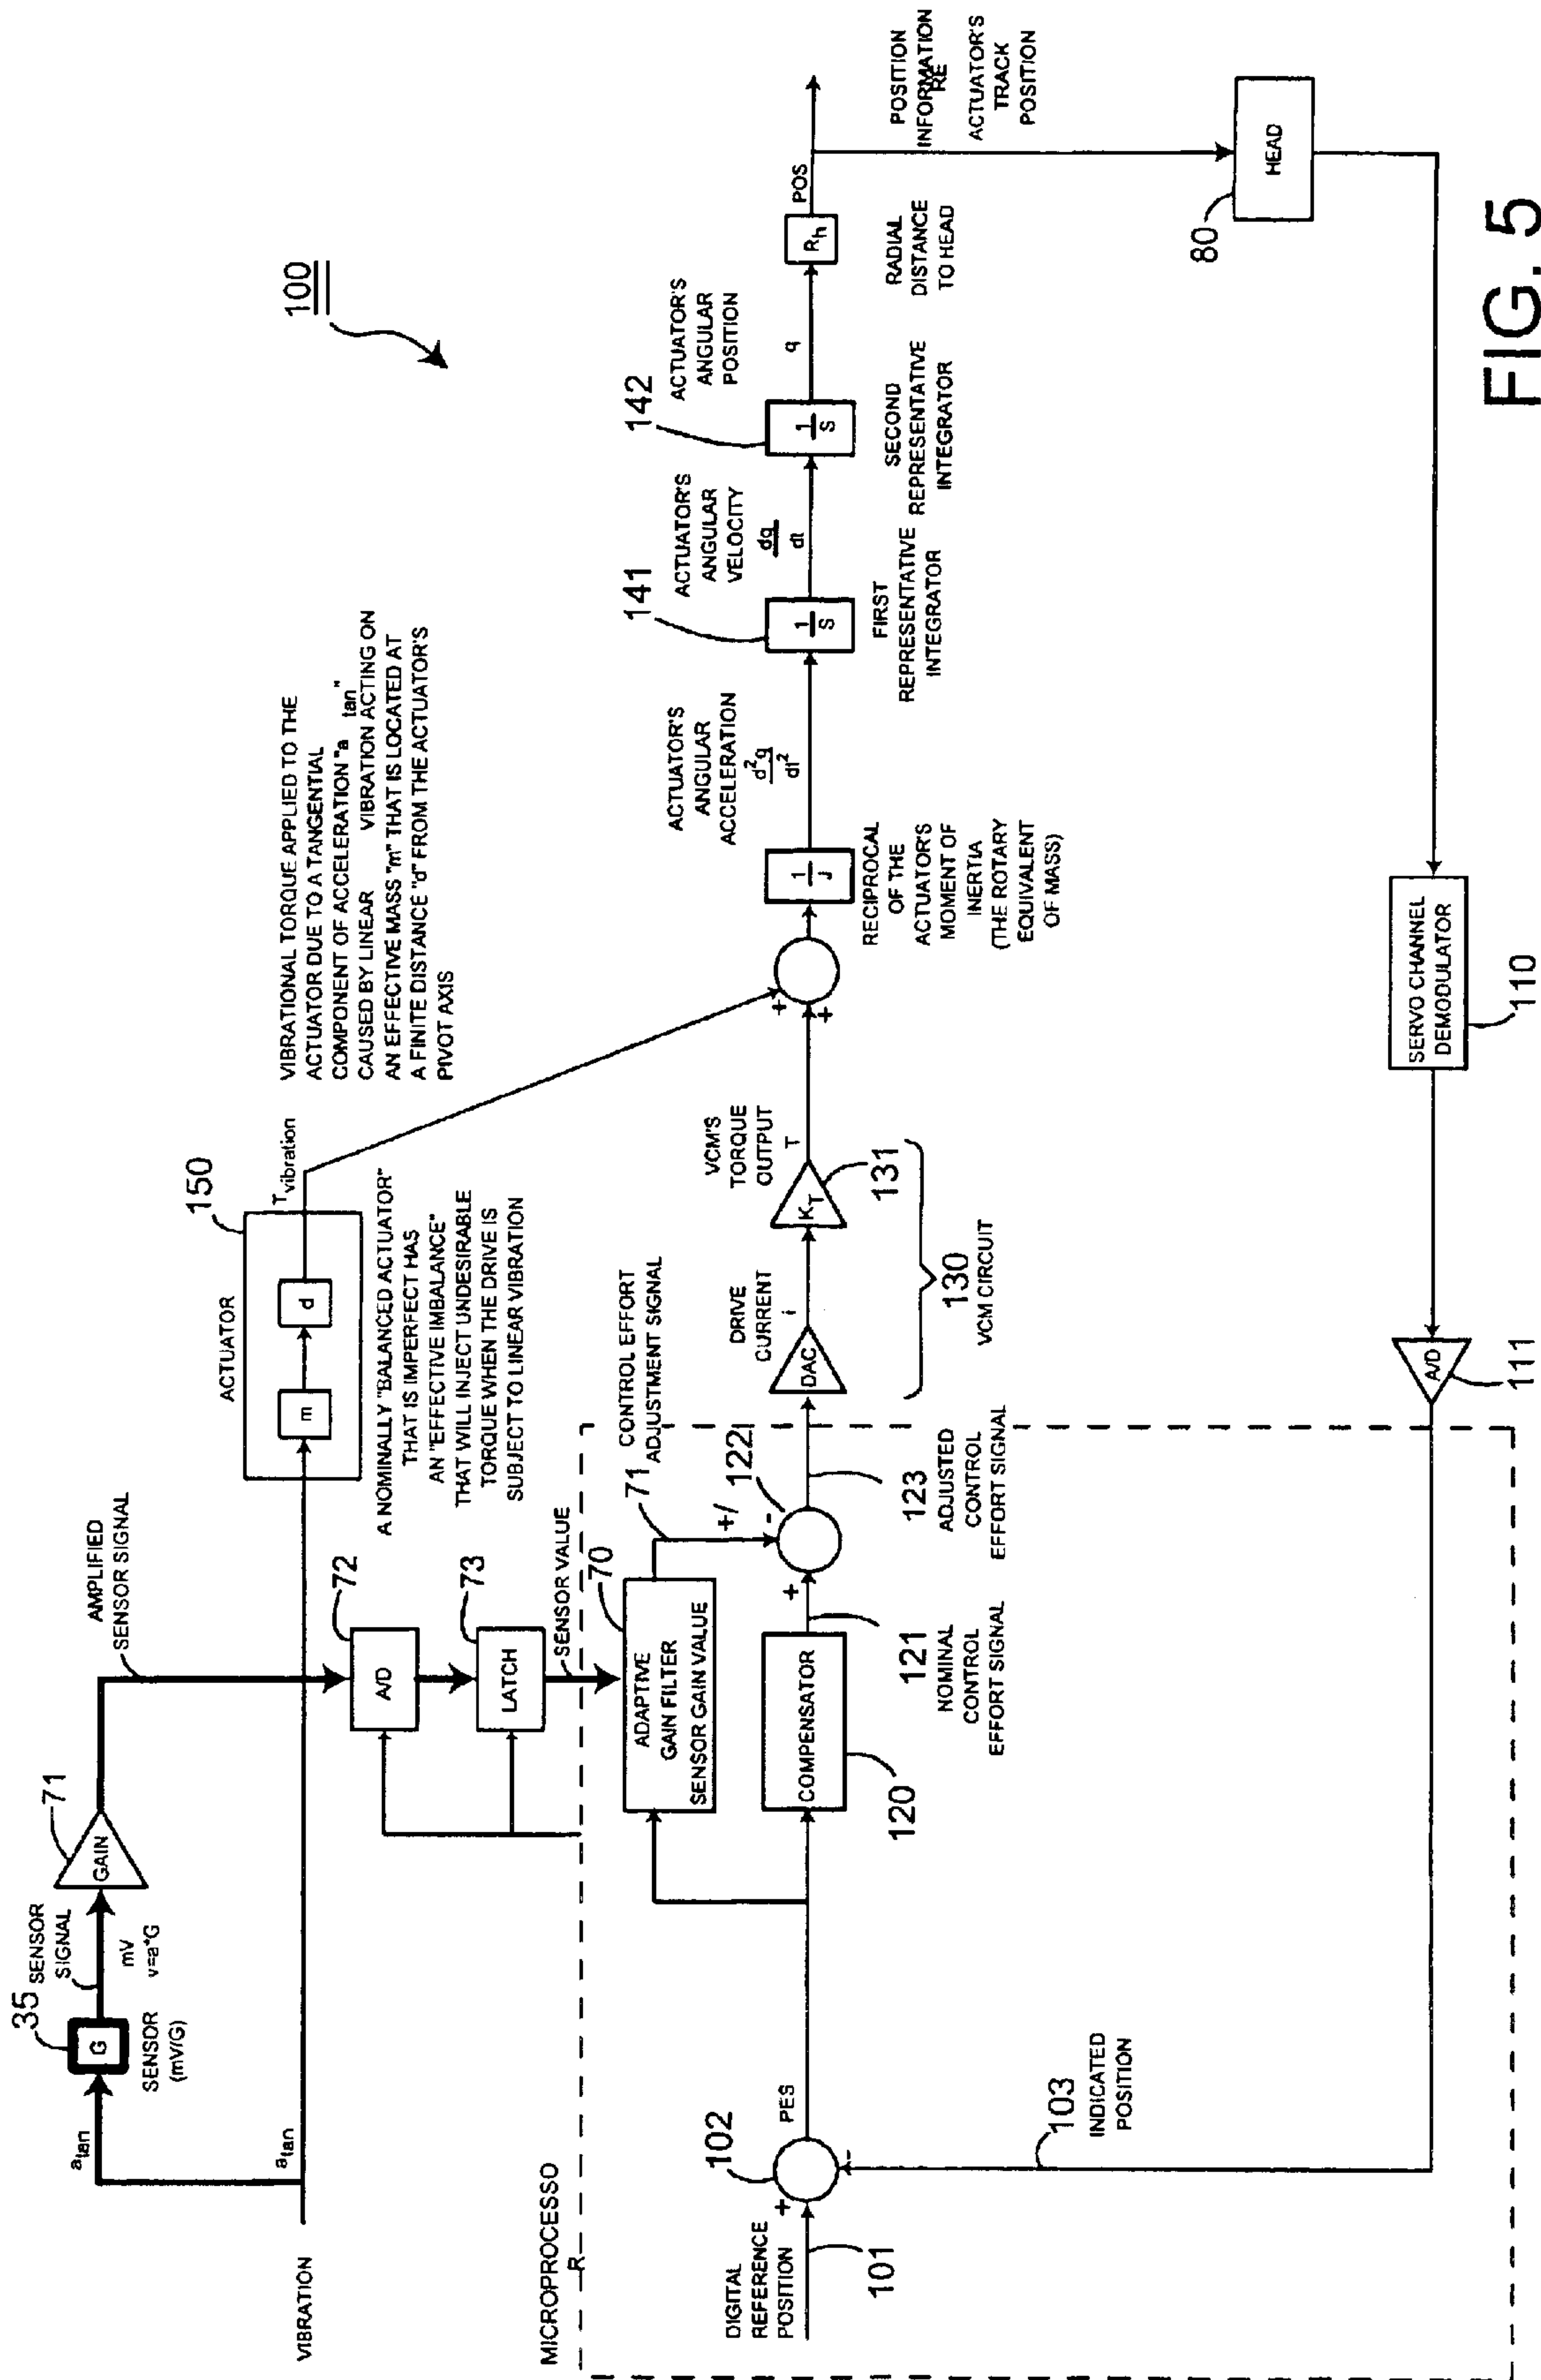 100
a tan
35
G
SENSOR
(mV/G)
SENSOR
SIGNAL
mV
v=a*G
GAIN
71
AMPLIFIED
SENSOR SIGNAL
VIBRATION
a tan
ACTUATOR
150
m
d
T vibration
VIBRATIONAL TORQUE APPLIED TO THE
ACTUATOR DUE TO A TANGENTIAL
COMPONENT OF ACCELERATION "a tan"
CAUSED BY LINEAR VIBRATION ACTING ON
AN EFFECTIVE MASS "m" THAT IS LOCATED AT
A FINITE DISTANCE "d" FROM THE ACTUATOR'S
PIVOT AXIS
A NOMINALLY "BALANCED ACTUATOR"
THAT IS IMPERFECT HAS
AN "EFFECTIVE IMBALANCE"
THAT WILL INJECT UNDESIRABLE
TORQUE WHEN THE DRIVE IS
SUBJECT TO LINEAR VIBRATION
A/D
72
LATCH
73
SENSOR VALUE
MICROPROCESSO
R
70
ADAPTIVE
GAIN FILTER
SENSOR GAIN VALUE
71
CONTROL EFFORT
ADJUSTMENT SIGNAL
+/
-
122
DIGITAL
REFERENCE
POSITION
101
+
-
102
PES
COMPENSATOR
120
+
121
NOMINAL
CONTROL
EFFORT SIGNAL
123
ADJUSTED
CONTROL
EFFORT SIGNAL
DAC
DRIVE
CURRENT
i
K T
131
VCM'S
TORQUE
OUTPUT
T
130
VCM CIRCUIT
+
+
1
J
RECIPROCAL
OF THE
ACTUATOR'S
MOMENT OF
INERTIA
(THE ROTARY
EQUIVALENT
OF MASS)
ACTUATOR'S
ANGULAR
ACCELERATION
d²q
dt²
141
1
S
FIRST
REPRESENTATIVE
INTEGRATOR
ACTUATOR'S
ANGULAR
VELOCITY
dq
dt
142
1
S
SECOND
REPRESENTATIVE
INTEGRATOR
ACTUATOR'S
ANGULAR
POSITION
q
R h
RADIAL
DISTANCE
TO HEAD
POS
POSITION
INFORMATION
RE
ACTUATOR'S
TRACK
POSITION
HEAD
80
SERVO CHANNEL
DEMODULATOR
110
A/D
111
103
INDICATED
POSITION
FIG. 5